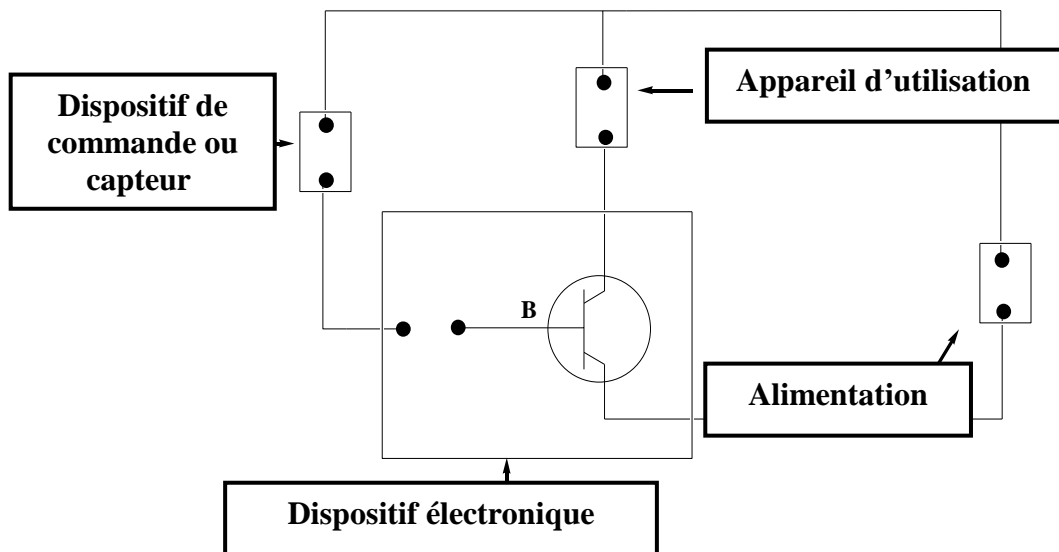 Appareil d’utilisation
Dispositif de
commande ou
capteur
B
Alimentation
Dispositif électronique